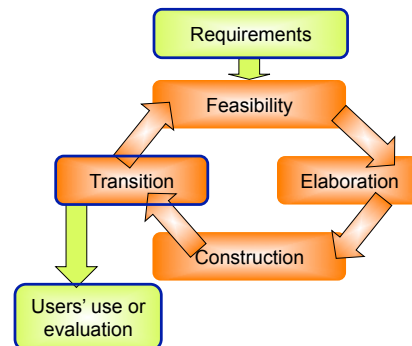 Requirements
Feasibility
Transition
Elaboration
Construction
Users’ use or
evaluation